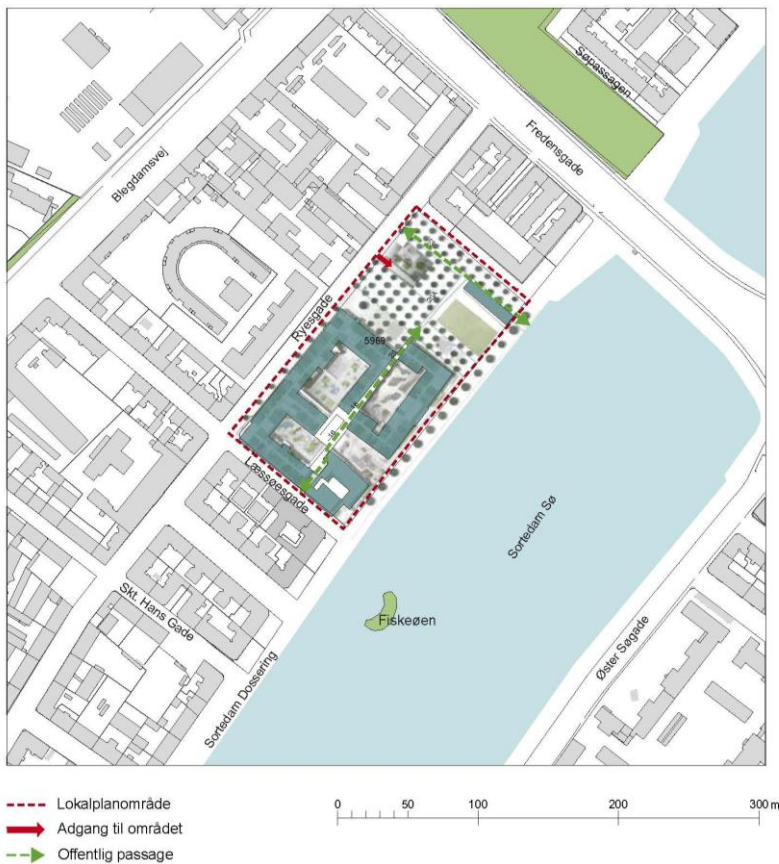 Søpassagen
Fredensgade
Blegdamsvej
Ryesgade
5969
Læssøesgade
Sortedam Sø
Skt. Hans Gade
Fiskeøen
Øster Søgade
Sortedam Dossering
Lokalplanområde
Adgang til området
Offentlig passage
0 50 100 200 300 m